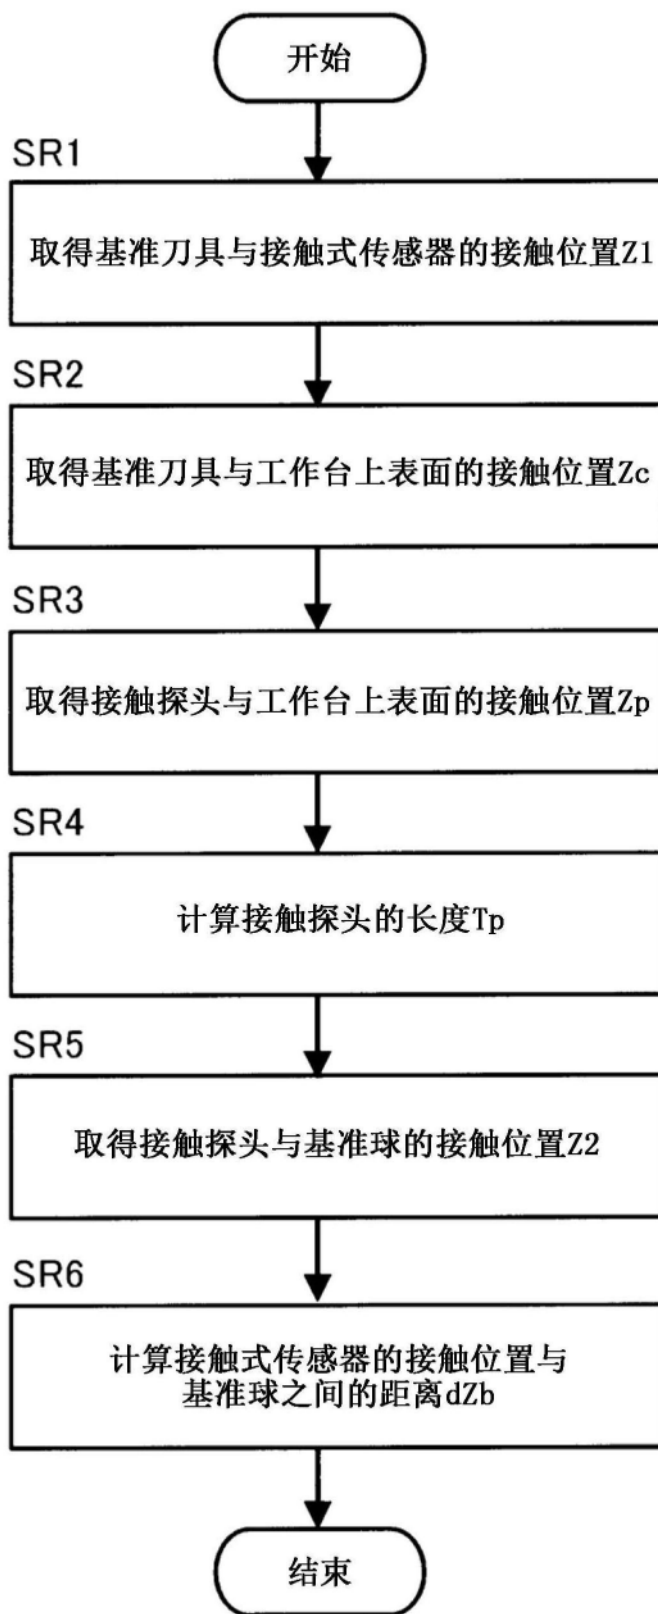 开始
SR1
取得基准刀具与接触式传感器的接触位置Z1
SR2
取得基准刀具与工作台上表面的接触位置Zc
SR3
取得接触探头与工作台上表面的接触位置Zp
SR4
计算接触探头的长度Tp
SR5
取得接触探头与基准球的接触位置Z2
SR6
计算接触式传感器的接触位置与
基准球之间的距离dZb
结束